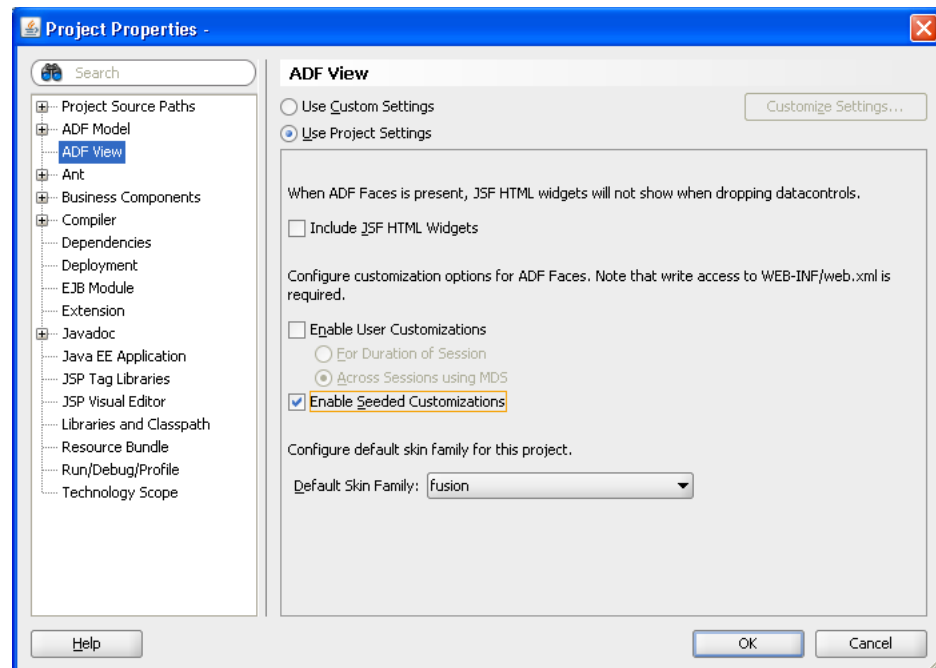 Project Properties -
Search
Project Source Paths
ADF Model
ADF View
Ant
Business Components
Compiler
Dependencies
Deployment
EJB Module
Extension
Javadoc
Java EE Application
JSP Tag Libraries
JSP Visual Editor
Libraries and Classpath
Resource Bundle
Run/Debug/Profile
Technology Scope
ADF View
Use Custom Settings
Customize Settings...
Use Project Settings
When ADF Faces is present, JSF HTML widgets will not show when dropping datacontrols.
Include JSF HTML Widgets
Configure customization options for ADF Faces. Note that write access to WEB-INF/web.xml is
required.
Enable User Customizations
For Duration of Session
Across Sessions using MDS
Enable Seeded Customizations
Configure default skin family for this project.
Default Skin Family: fusion
Help
OK
Cancel